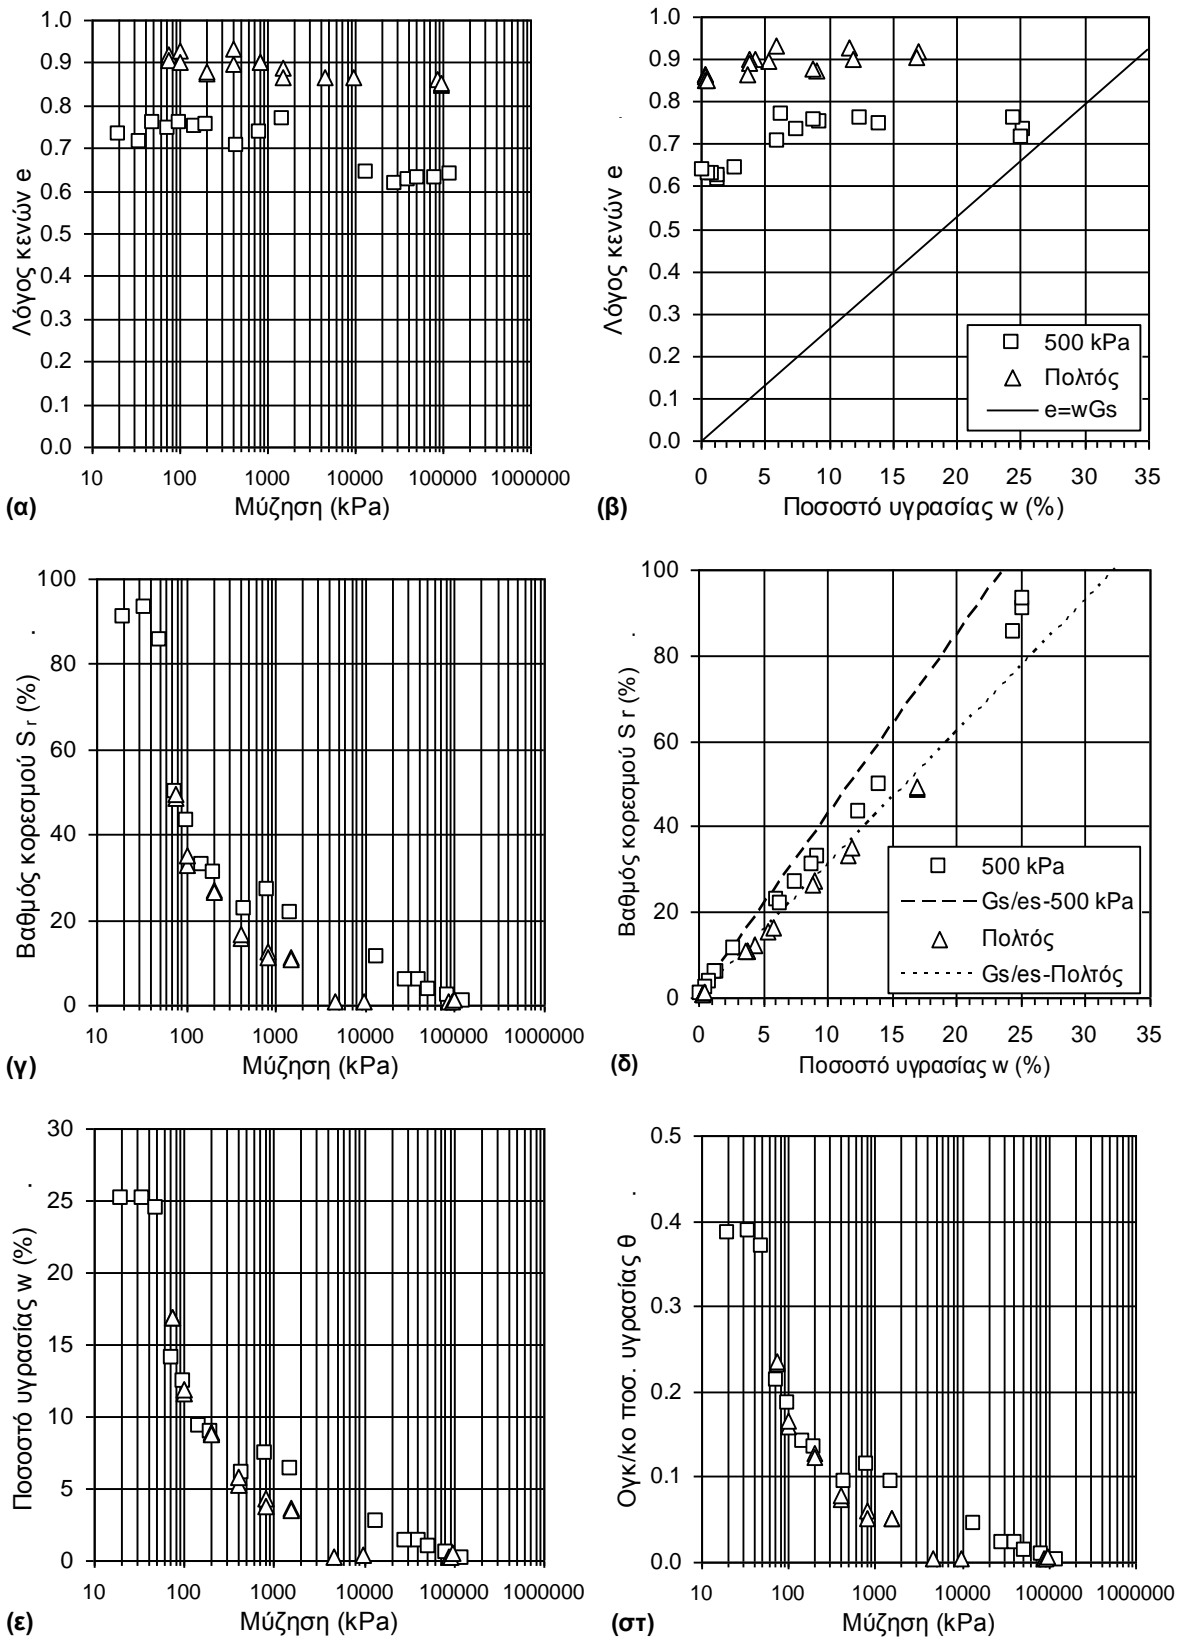 1.0
0.9
0.8
0.7
0.6
0.5
0.4
0.3
0.2
0.1
0.0
Λόγος κενών e
10 100 1000 10000 100000 1000000
Μύζηση (kPa)
(α)
1.0
0.9
0.8
0.7
0.6
0.5
0.4
0.3
0.2
0.1
0.0
Λόγος κενών e
500 kPa
Πολτός
e=wGs
0 5 10 15 20 25 30 35
Ποσοστό υγρασίας w (%)
(β)
100
80
60
40
20
0
Βαθμός κορεσμού S r (%)
10 100 1000 10000 100000 1000000
Μύζηση (kPa)
(γ)
100
80
60
40
20
0
Βαθμός κορεσμού S r (%)
500 kPa
Gs/es-500 kPa
Πολτός
Gs/es-Πολτός
0 5 10 15 20 25 30 35
Ποσοστό υγρασίας w (%)
(δ)
30
25
20
15
10
5
0
Ποσοστό υγρασίας w (%)
10 100 1000 10000 100000 1000000
Μύζηση (kPa)
(ε)
0.5
0.4
0.3
0.2
0.1
0.0
Ογκ/κο ποσ. υγρασίας θ
10 100 1000 10000 100000 1000000
Μύζηση (kPa)
(στ)